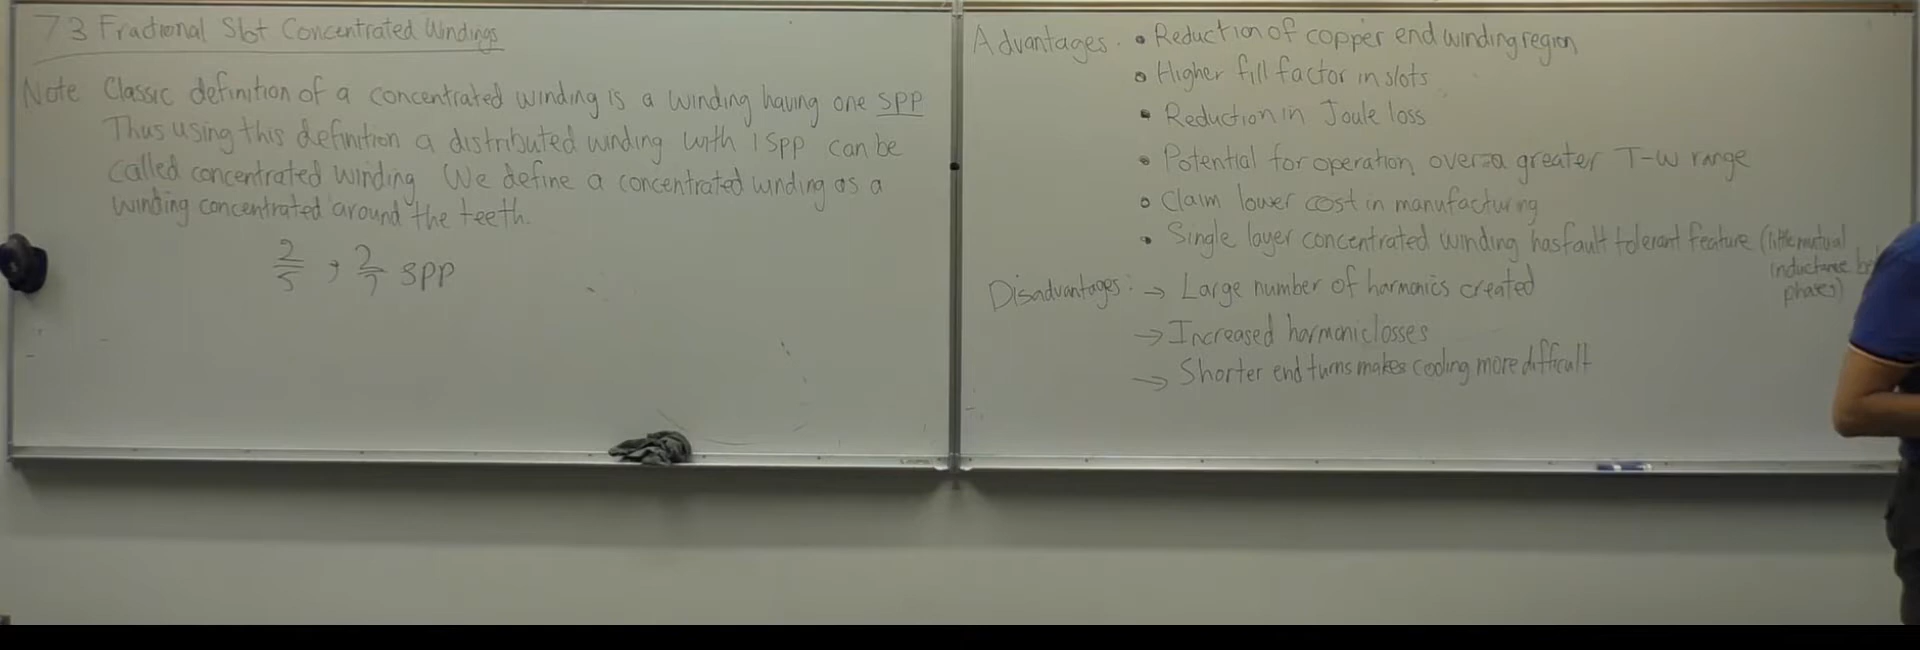 7.3 Fractional Slot Concentrated Windings
Note Classic definition of a concentrated winding is a winding having one SPP
Thus using this definition a distributed winding with 1 SPP can be
called concentrated winding We define a concentrated winding as a
winding concentrated around the teeth.
2/5 , 2/7 SPP
Advantages. • Reduction of copper end winding region
• Higher fill factor in slots
• Reduction in Joule loss
• Potential for operation over a greater T-w range
• Claim lower cost in manufacturing
• Single layer concentrated winding has fault tolerant feature (little mutual
inductance
phases)
Disadvantages: → Large number of harmonics created
→ Increased harmonic losses
→ Shorter end turns makes cooling more difficult